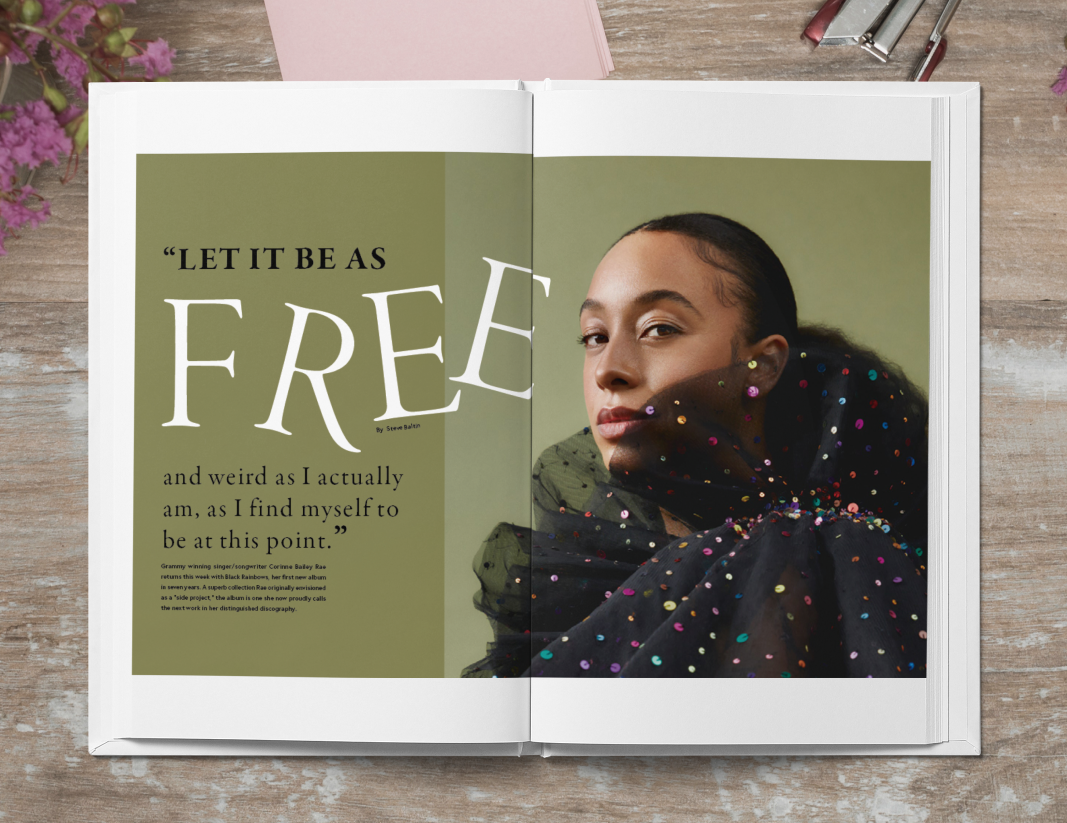 “LET IT BE AS
FREE
By Steve Baltin
and weird as I actually
am, as I find myself to
be at this point.”
Grammy winning singer/songwriter Corinne Bailey Rae
returns this week with Black Rainbows, her first new album
in seven years. A superb collection Rae originally envisioned
as a "side project," the album is one she now proudly calls
the next work in her distinguished discography.